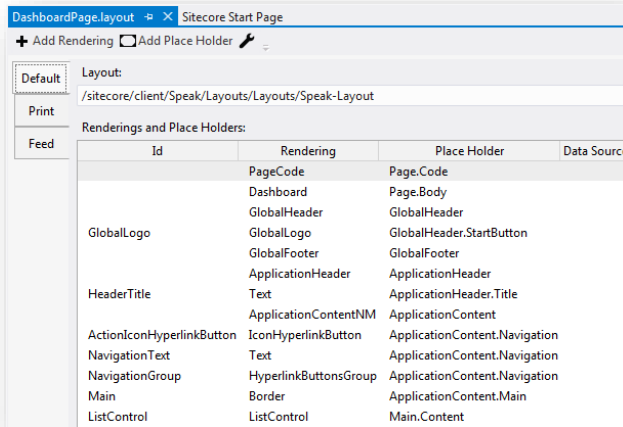 DashboardPage.layout Sitecore Start Page
Add Rendering Add Place Holder
Default
Print
Feed
Layout:
/sitecore/client/Speak/Layouts/Layouts/Speak-Layout
Renderings and Place Holders:
Id Rendering Place Holder Data Sourc
PageCode Page.Code
Dashboard Page.Body
GlobalHeader GlobalHeader
GlobalLogo GlobalLogo GlobalHeader.StartButton
GlobalFooter GlobalFooter
ApplicationHeader ApplicationHeader
HeaderTitle Text ApplicationHeader.Title
ApplicationContentNM ApplicationContent
ActionIconHyperlinkButton IconHyperlinkButton ApplicationContent.Navigation
NavigationText Text ApplicationContent.Navigation
NavigationGroup HyperlinkButtonsGroup ApplicationContent.Navigation
Main Border ApplicationContent.Main
ListControl ListControl Main.Content